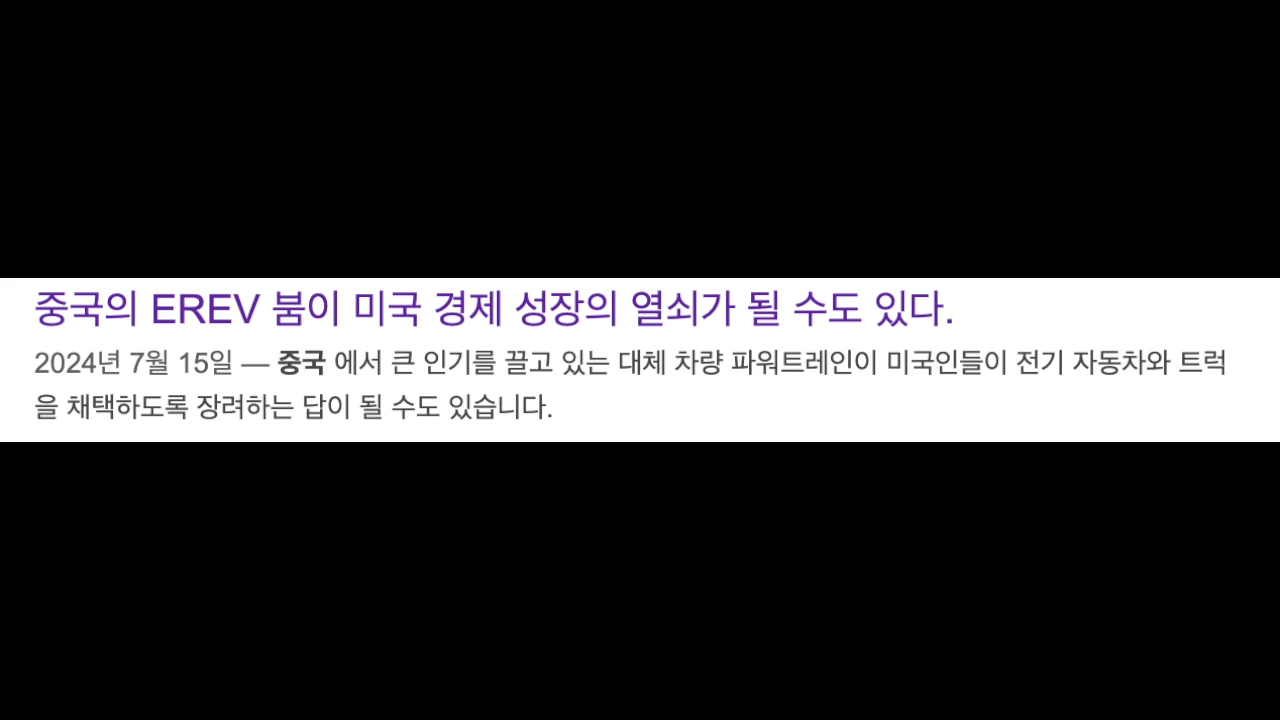 중국의 EREV 붐이 미국 경제 성장의 열쇠가 될 수도 있다.
2024년 7월 15일 — 중국 에서 큰 인기를 끌고 있는 대체 차량 파워트레인이 미국인들이 전기 자동차와 트럭
을 채택하도록 장려하는 답이 될 수도 있습니다.